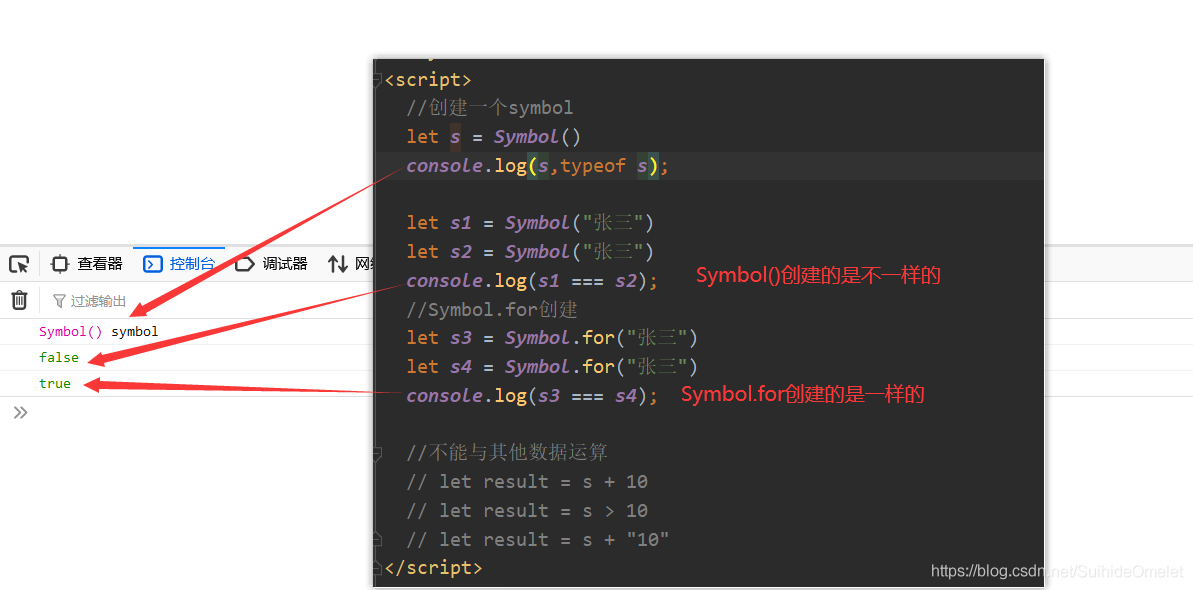 <script>
//创建一个symbol
let s = Symbol()
console.log(s,typeof s);
let s1 = Symbol("张三")
let s2 = Symbol("张三")
console.log(s1 === s2);
Symbol()创建的是不一样的
//Symbol.for创建
let s3 = Symbol.for("张三")
let s4 = Symbol.for("张三")
console.log(s3 === s4);
Symbol.for创建的是一样的
//不能与其他数据运算
// let result = s + 10
// let result = s > 10
// let result = s + "10"
</script>
查看器
控制台
调试器
网
过滤输出
Symbol() symbol
false
true
https://blog.csdn.net/SuihideOmelet